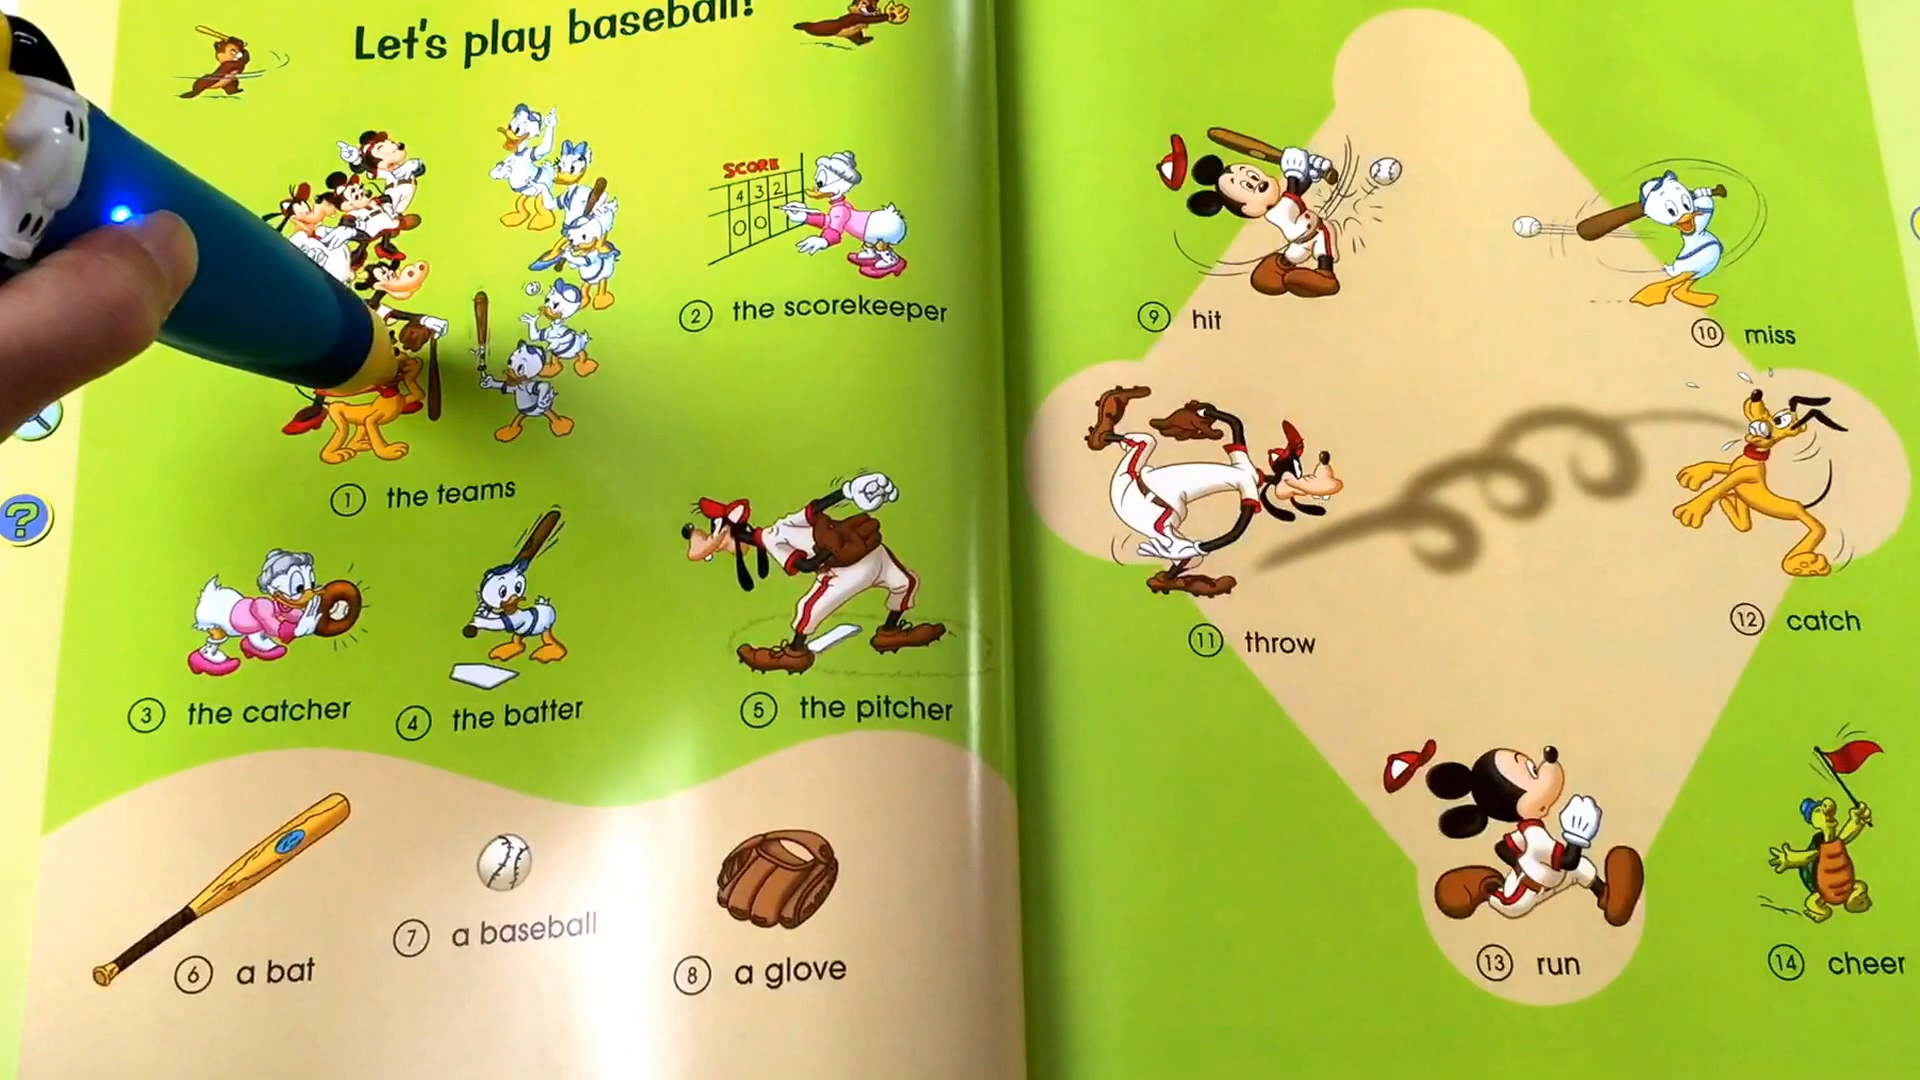 Let's play baseball!
SCORE
4 3 2
0 0
1 the teams
2 the scorekeeper
3 the catcher
4 the batter
5 the pitcher
6 a bat
7 a baseball
8 a glove
9 hit
10 miss
11 throw
12 catch
13 run
14 cheer
?